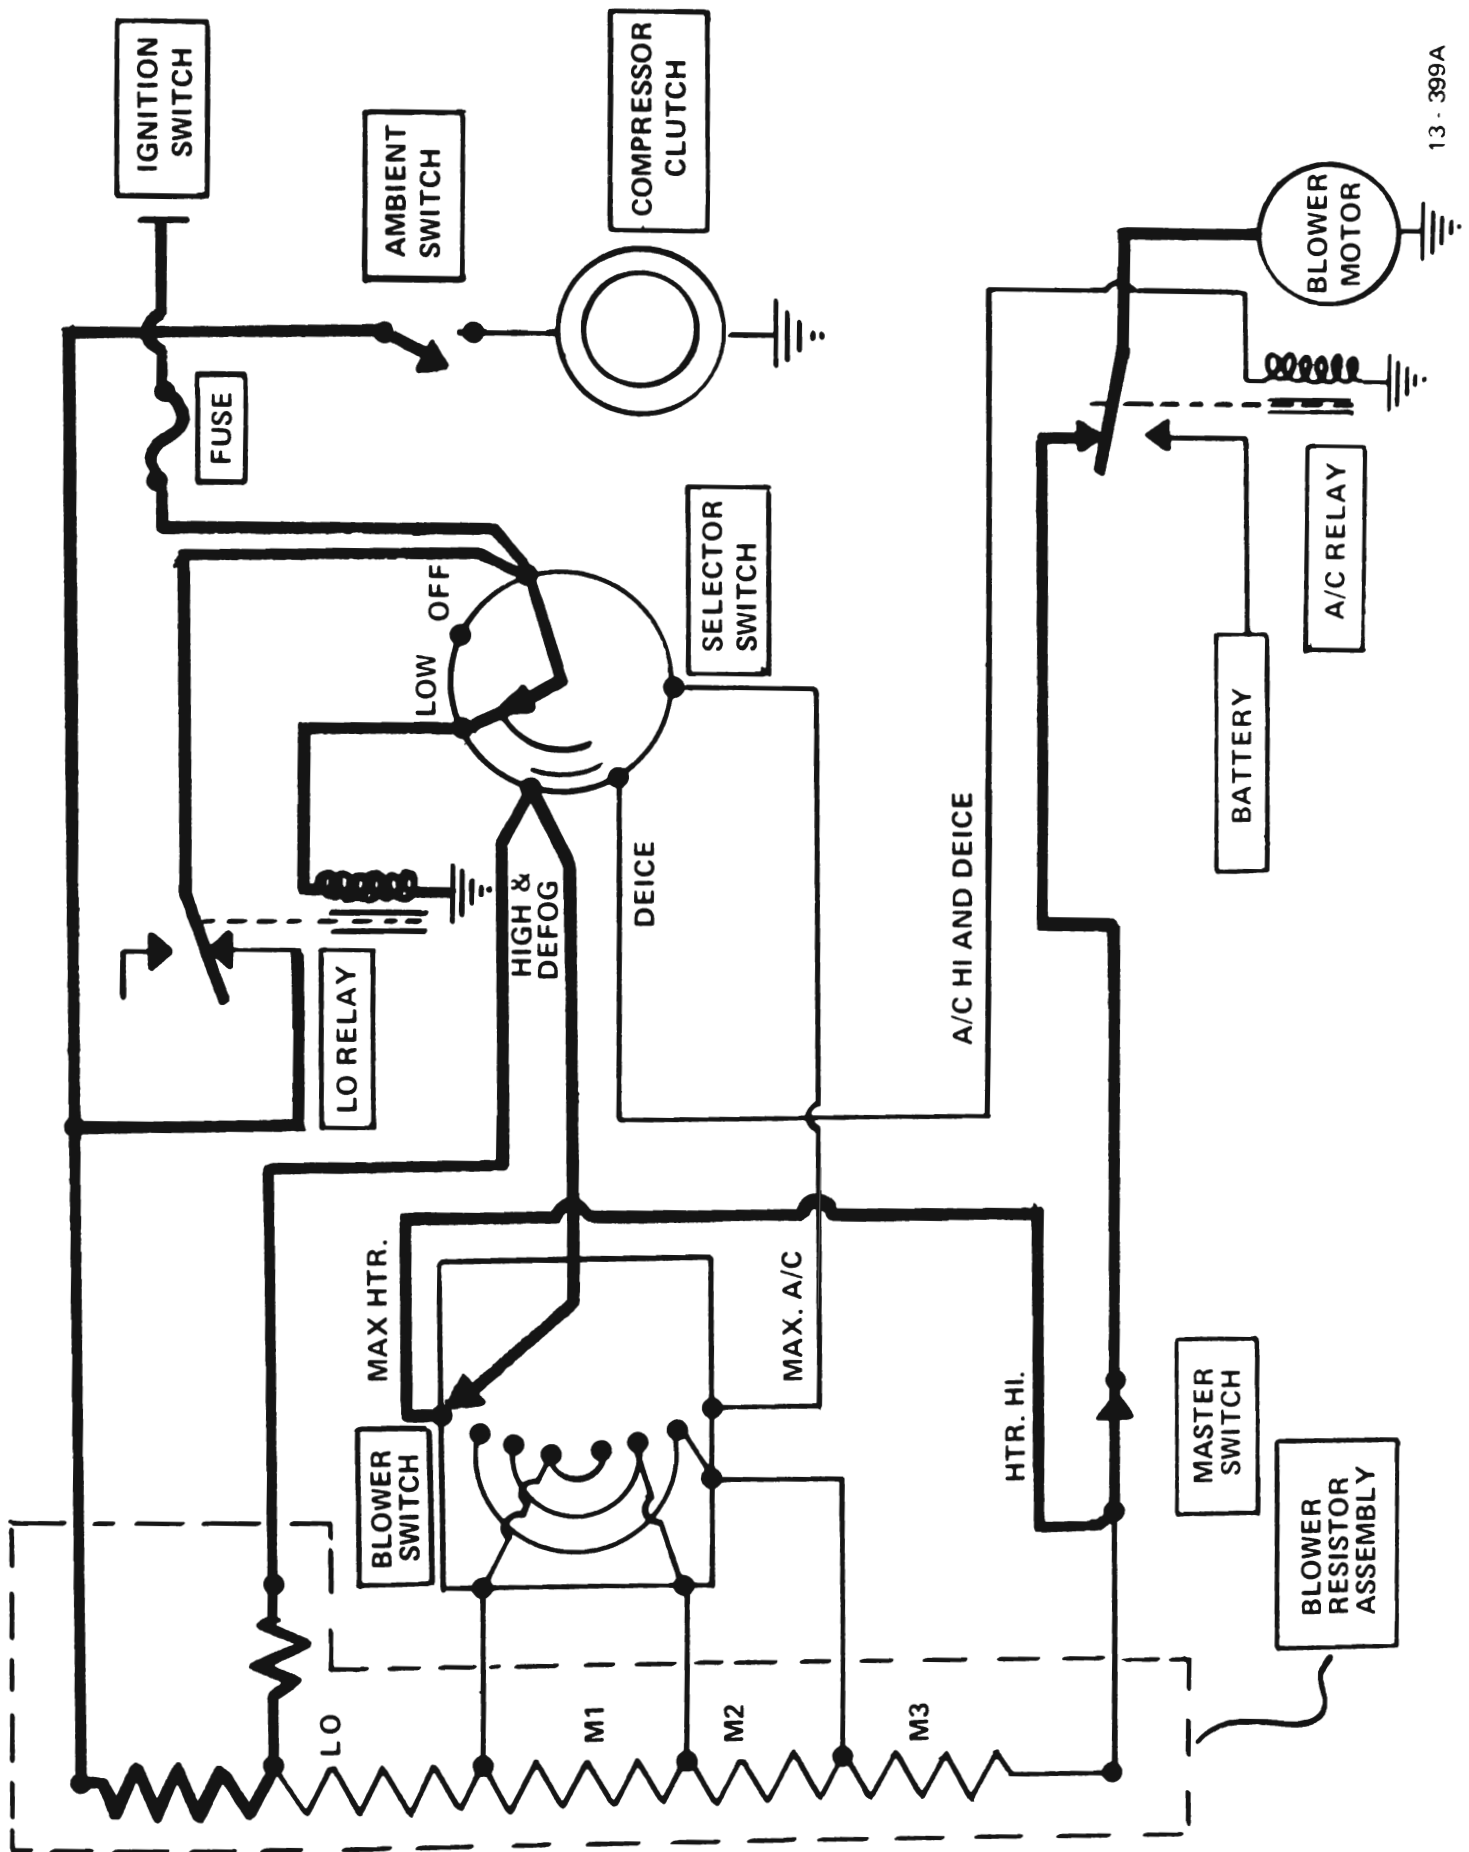 IGNITION
SWITCH
AMBIENT
SWITCH
COMPRESSOR
CLUTCH
13 - 399A
FUSE
BLOWER
MOTOR
OFF
LOW
SELECTOR
SWITCH
A/C RELAY
BATTERY
LO RELAY
HIGH &
DEFOG
DEICE
A/C HI AND DEICE
MAX HTR.
MAX. A/C
HTR. HI.
BLOWER
SWITCH
MASTER
SWITCH
BLOWER
RESISTOR
ASSEMBLY
LO
M1
M2
M3